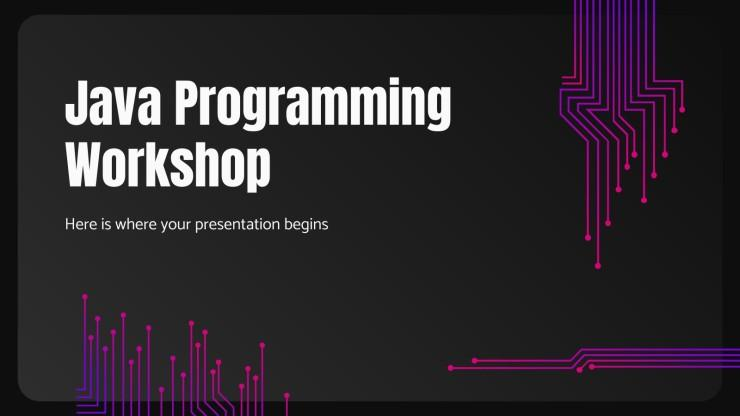 Java Programming
Workshop
Here is where your presentation begins